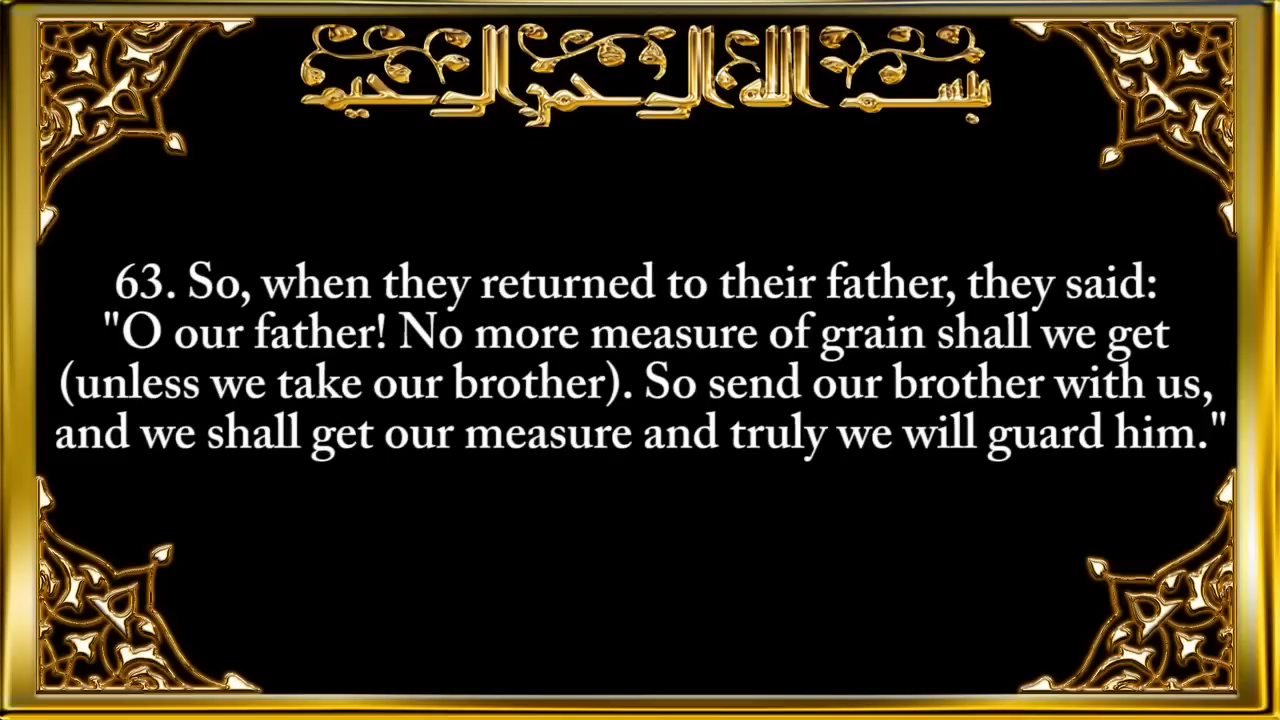 بسم الله الرحمن الرحيم
63. So, when they returned to their father, they said:
"O our father! No more measure of grain shall we get
(unless we take our brother). So send our brother with us,
and we shall get our measure and truly we will guard him."